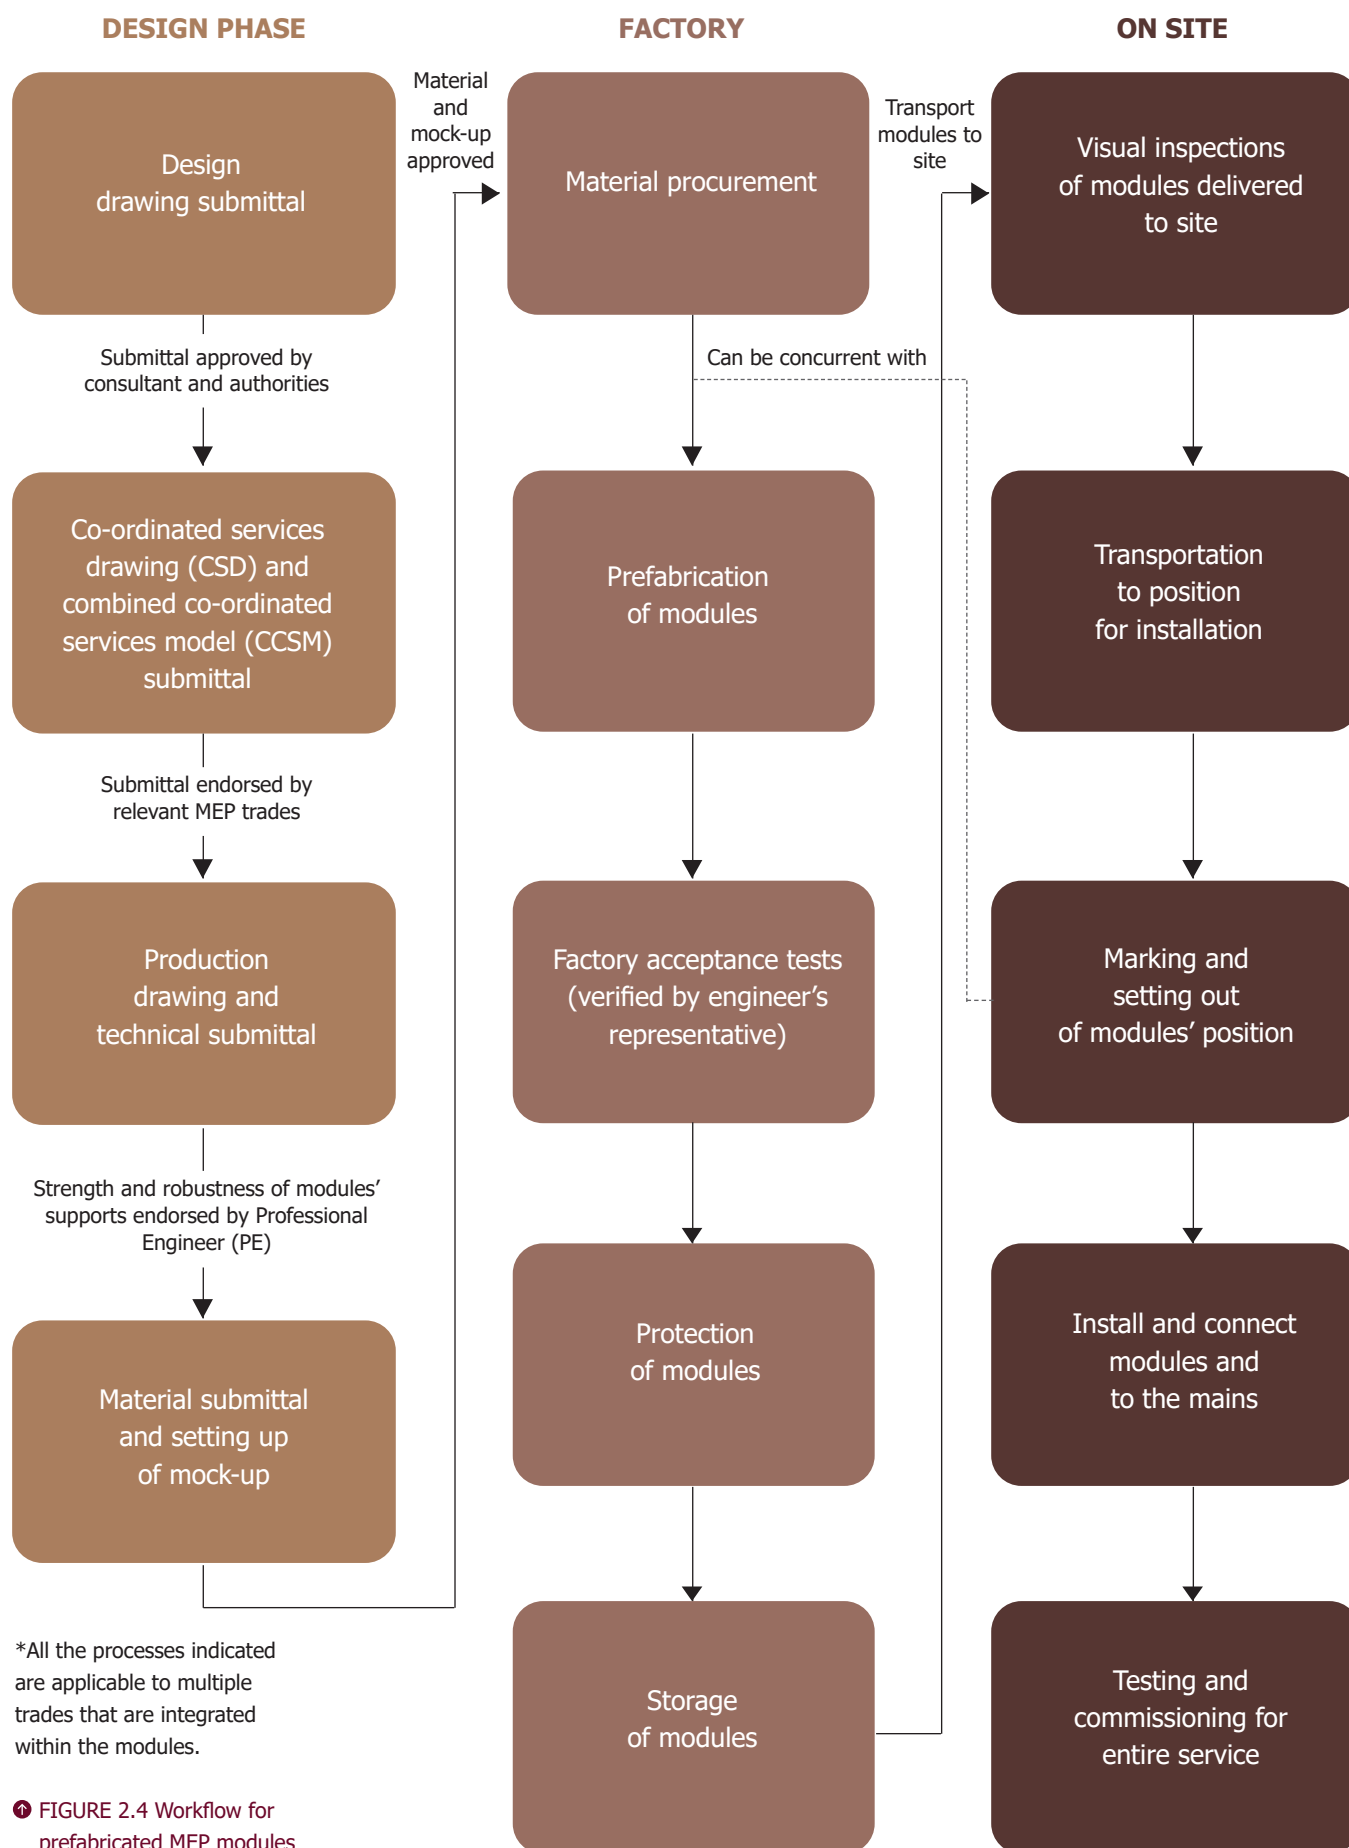 DESIGN PHASE
Design
drawing submittal
Submittal approved by
consultant and authorities
Co-ordinated services
drawing (CSD) and
combined co-ordinated
services model (CCSM)
submittal
Submittal endorsed by
relevant MEP trades
Production
drawing and
technical submittal
Strength and robustness of modules’
supports endorsed by Professional
Engineer (PE)
Material submittal
and setting up
of mock-up
Material
and
mock-up
approved
FACTORY
Material procurement
Can be concurrent with
Prefabrication
of modules
Factory acceptance tests
(verified by engineer’s
representative)
Protection
of modules
Storage
of modules
Transport
modules to
site
ON SITE
Visual inspections
of modules delivered
to site
Transportation
to position
for installation
Marking and
setting out
of modules’ position
Install and connect
modules and
to the mains
Testing and
commissioning for
entire service
*All the processes indicated
are applicable to multiple
trades that are integrated
within the modules.
FIGURE 2.4 Workflow for
prefabricated MEP modules